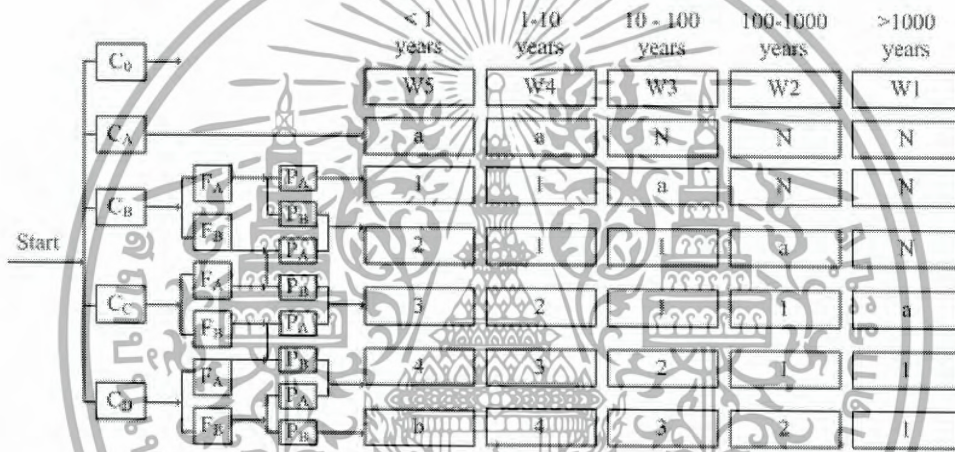 < 1 1-10 10 - 100 100-1000 >1000
years years years years years
C0 W5 W4 W3 W2 W1
CA a a N N N
FA PA 1 1 a N N
CB PB
FB PA 2 1 1 a N
Start
FA PB 3 2 1 1 a
CC PA
FB PB 4 3 2 1 1
FA PA
CD PB b 4 3 2 1
FB